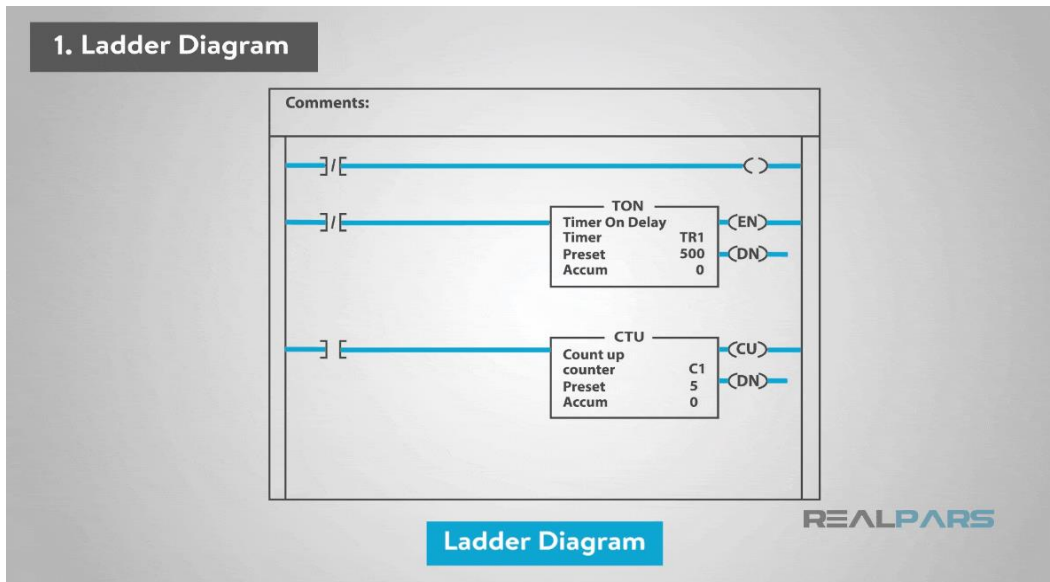 1. Ladder Diagram
Comments:
TON
Timer On Delay
Timer TR1
Preset 500
Accum 0
(EN)
(DN)
CTU
Count up
counter C1
Preset 5
Accum 0
(CU)
(DN)
REALPARS
Ladder Diagram